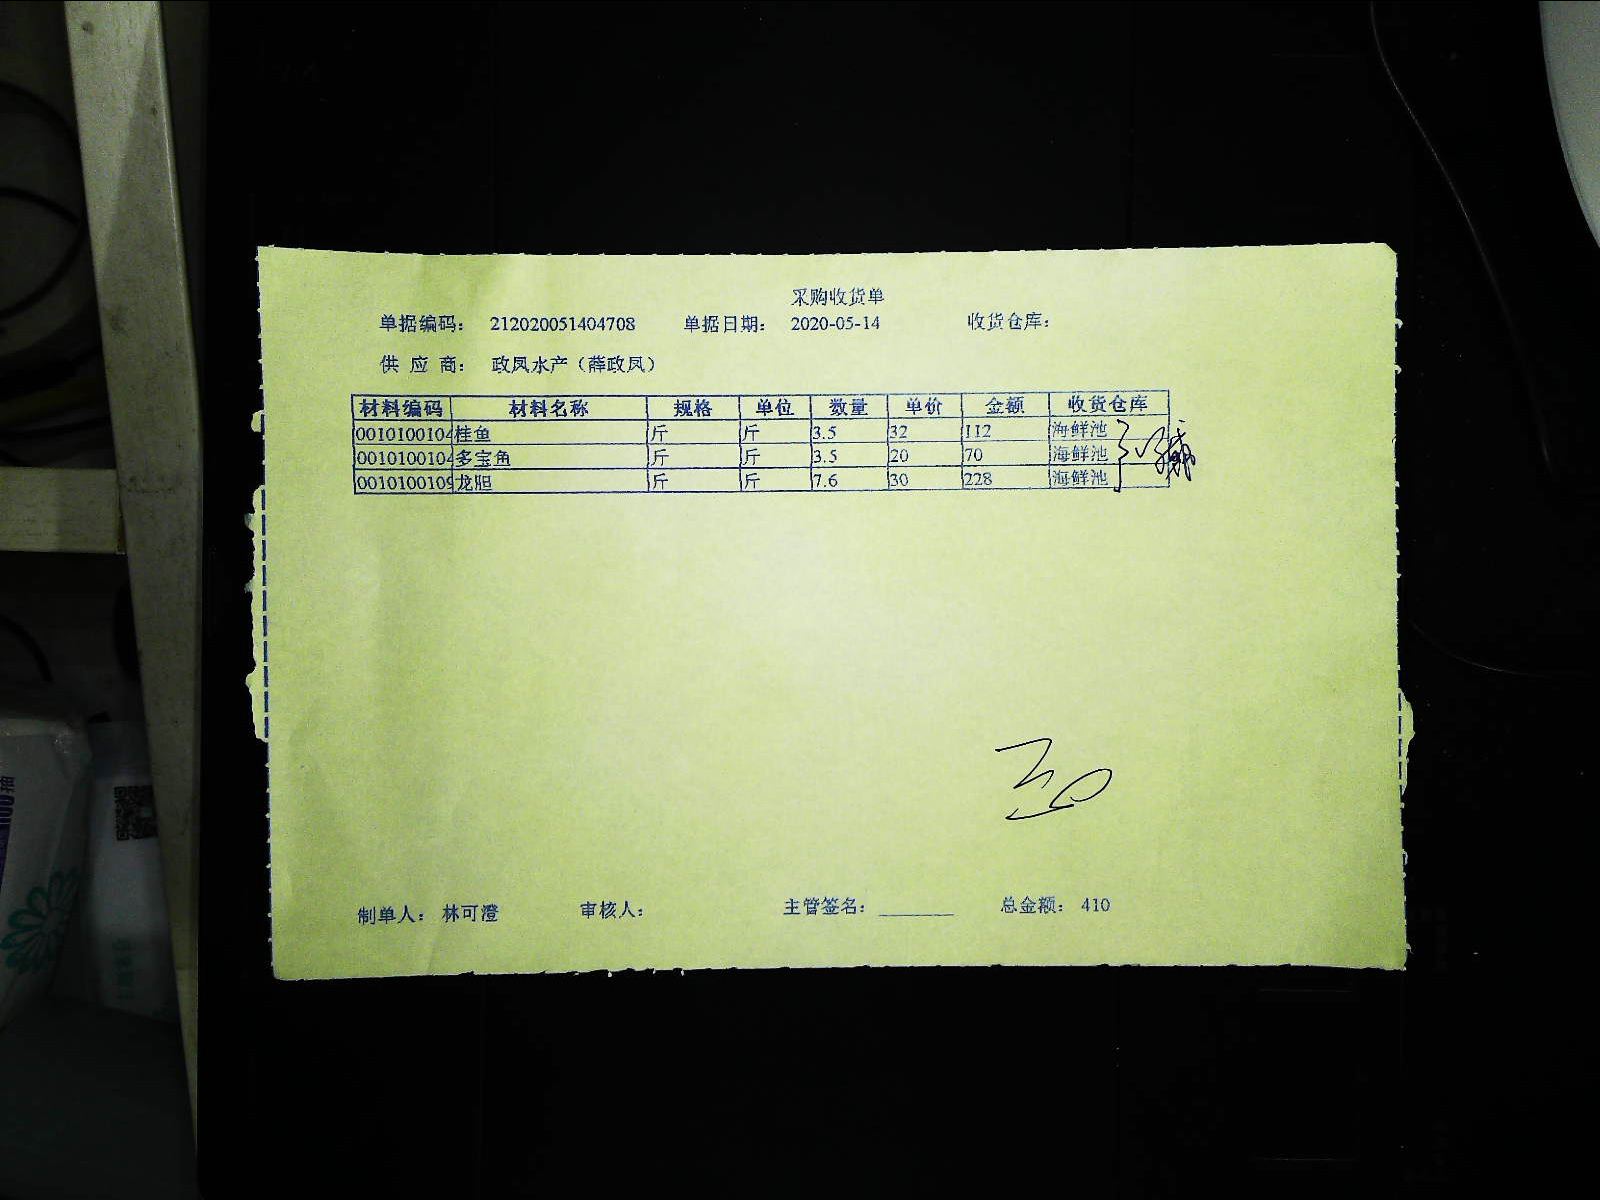 采购收货单
单据编码： 212020051404708 单据日期： 2020-05-14 收货仓库：
供 应 商： 政凤水产（薛政凤）
材料编码 材料名称 规格 单位 数量 单价 金额 收货仓库
0010100104 桂鱼 斤 斤 3.5 32 112 海鲜池
0010100104 多宝鱼 斤 斤 3.5 20 70 海鲜池
0010100109 龙胆 斤 斤 7.6 30 228 海鲜池
制单人： 林可澄 审核人： 主管签名： ________ 总金额： 410